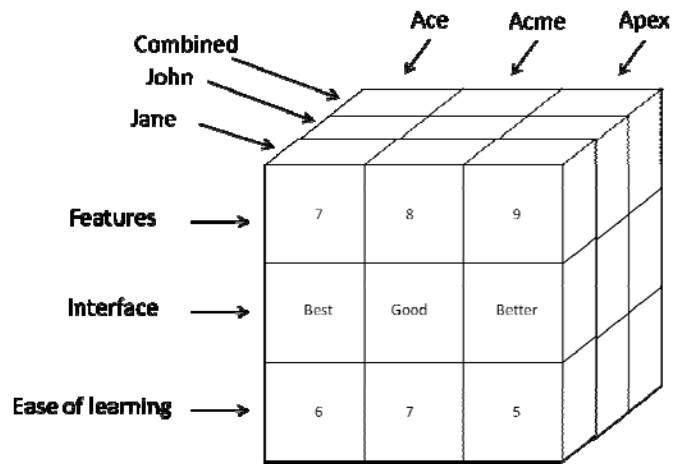 Ace Acme Apex
Combined
John
Jane
Features 7 8 9
Interface Best Good Better
Ease of learning 6 7 5